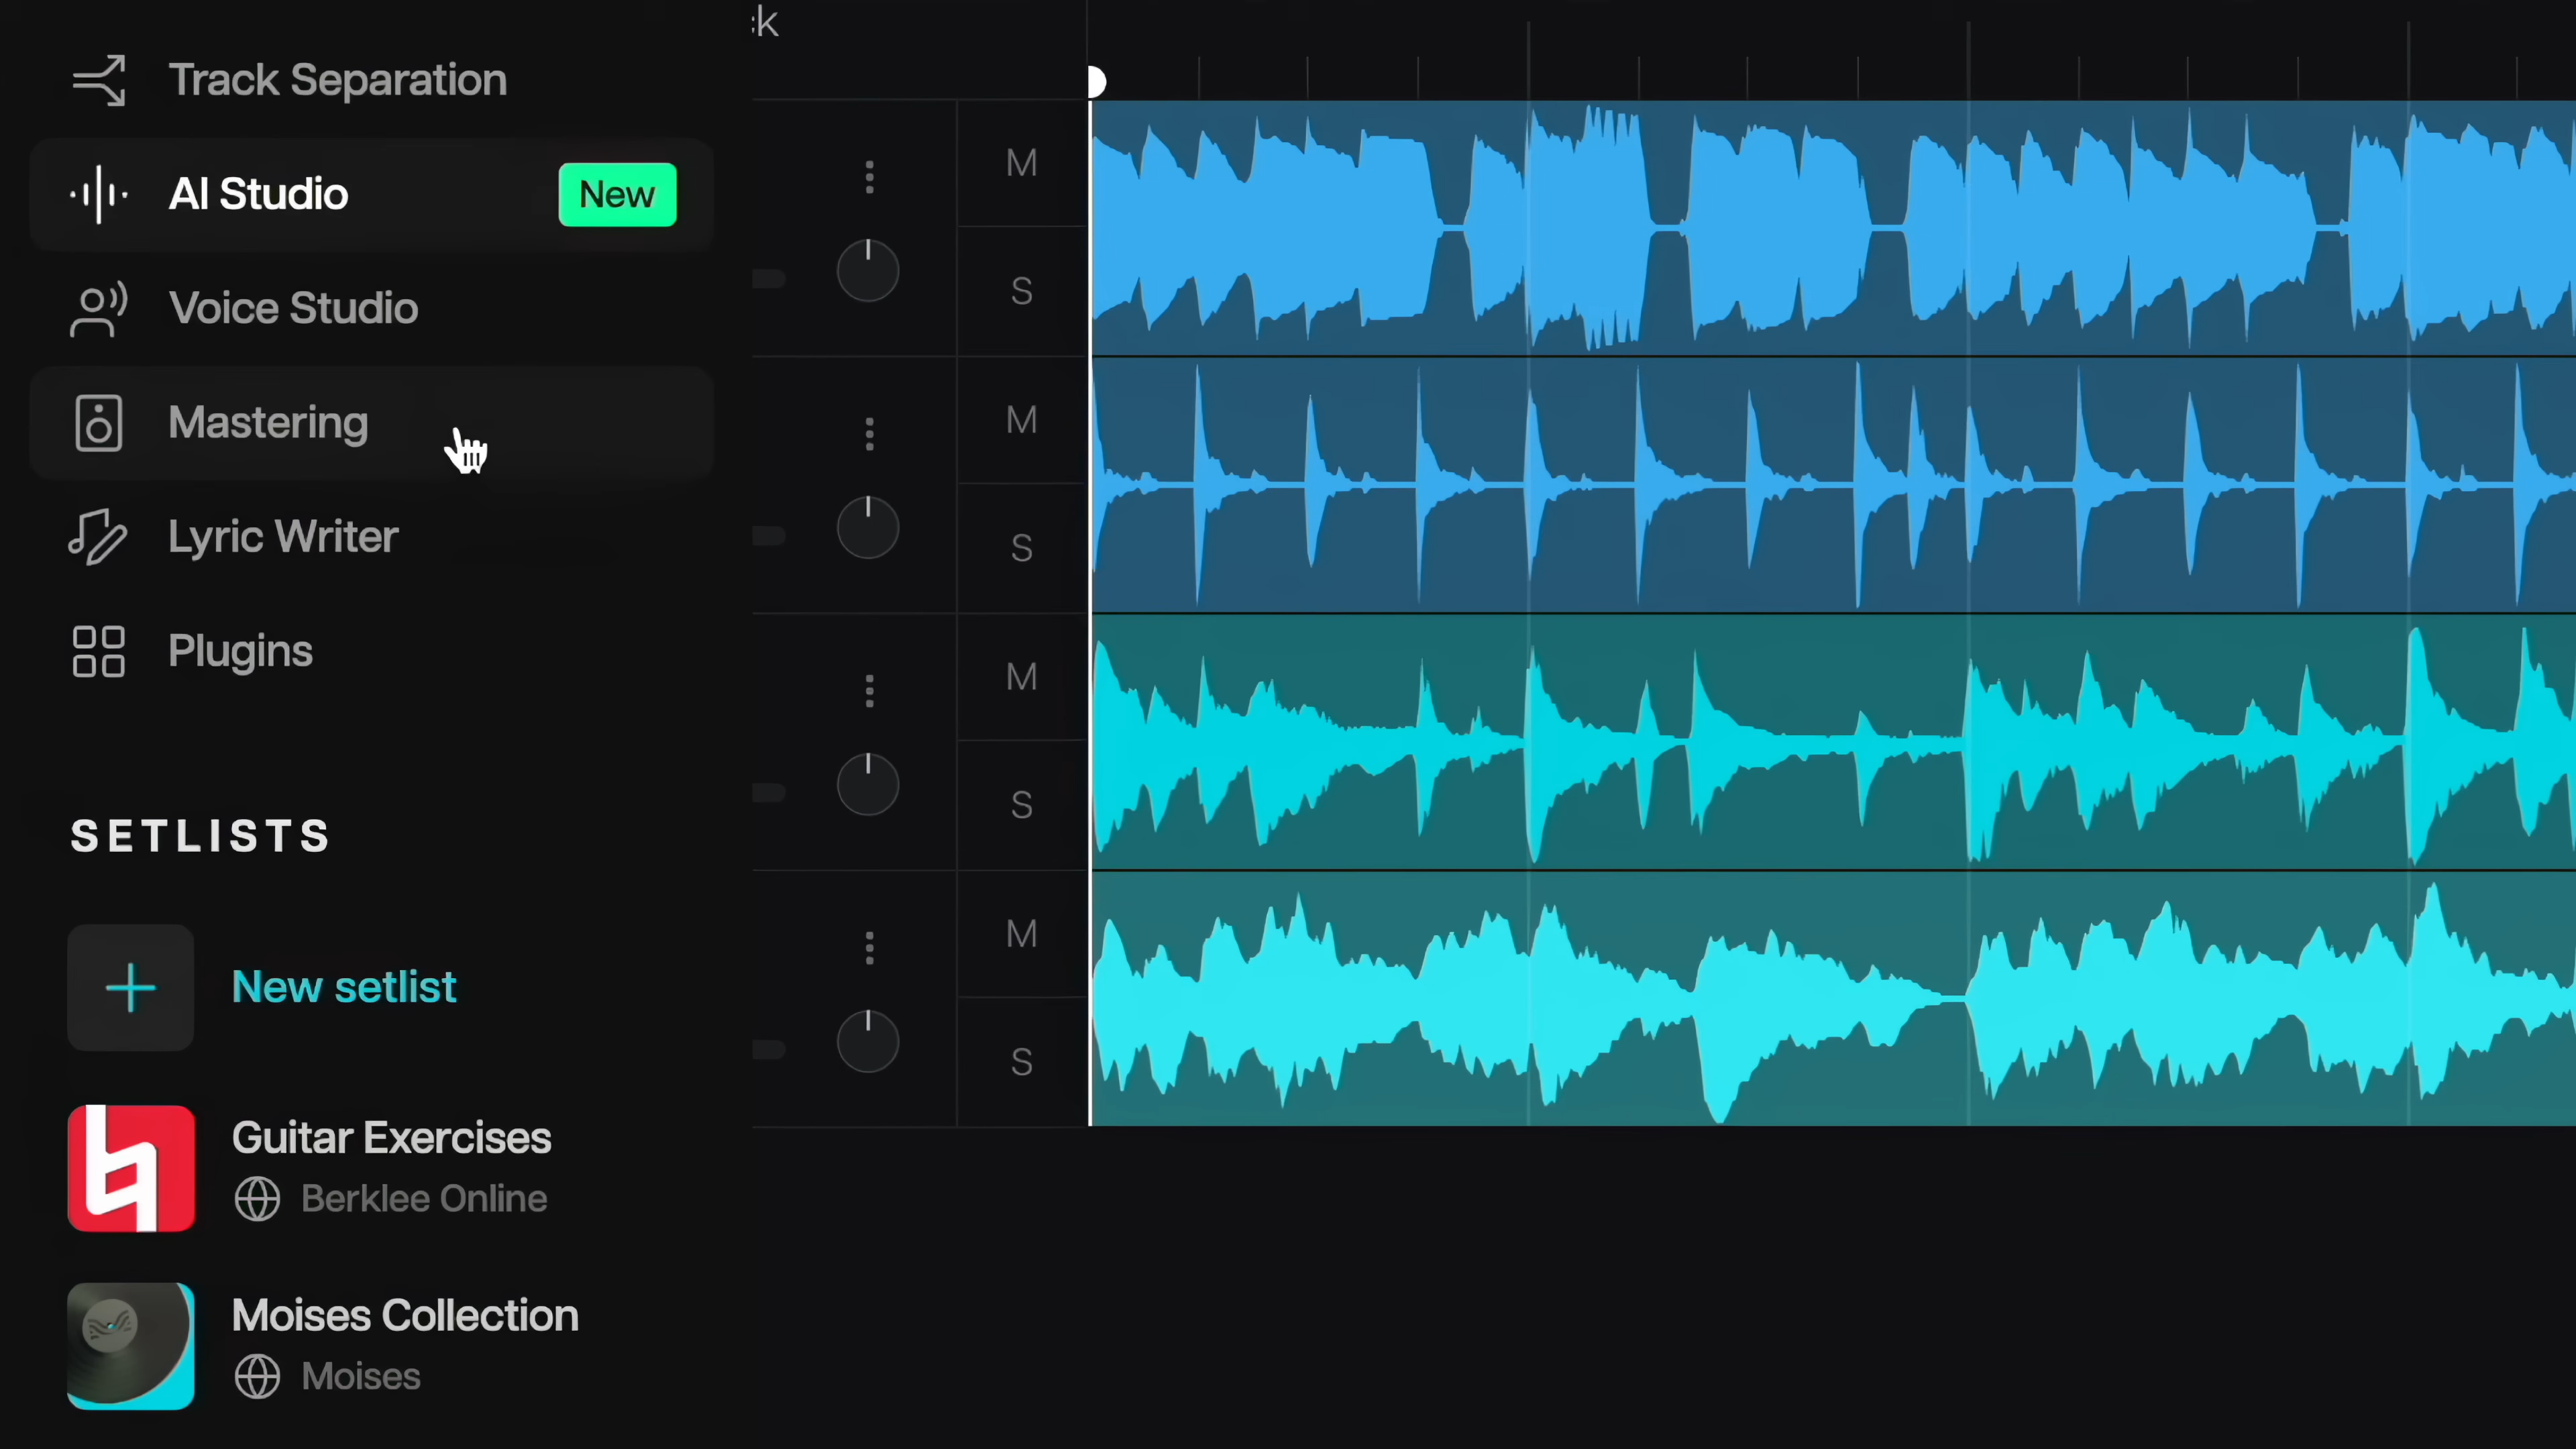 Track Separation
AI Studio
New
Voice Studio
Mastering
Lyric Writer
Plugins
SETLISTS
New setlist
Guitar Exercises
Berklee Online
Moises Collection
Moises
M
S
M
S
M
S
M
S